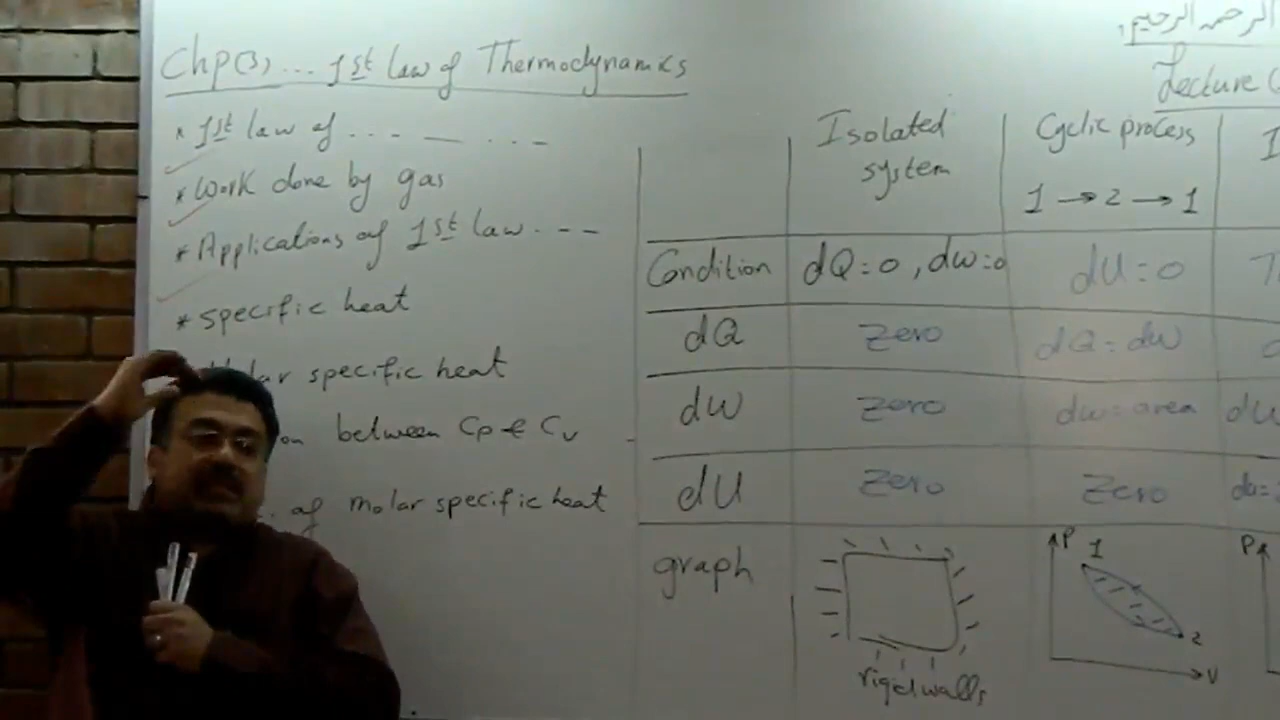 Chp(3)... 1st law of Thermodynamics
* 1st law of ... — ...
* Work done by gas
* Applications of 1st law ---
* specific heat
specific heat
between Cp & Cv
of molar specific heat
الرحمن الرحيم
Lecture
Isolated system
Cyclic process
1 → 2 → 1
Condition
dQ = 0 , dw = 0
dU = 0
dQ
Zero
dQ = dw
dW
Zero
dw = area
dW
dU
Zero
Zero
du =
graph
rigid walls
P
1
2
V
P